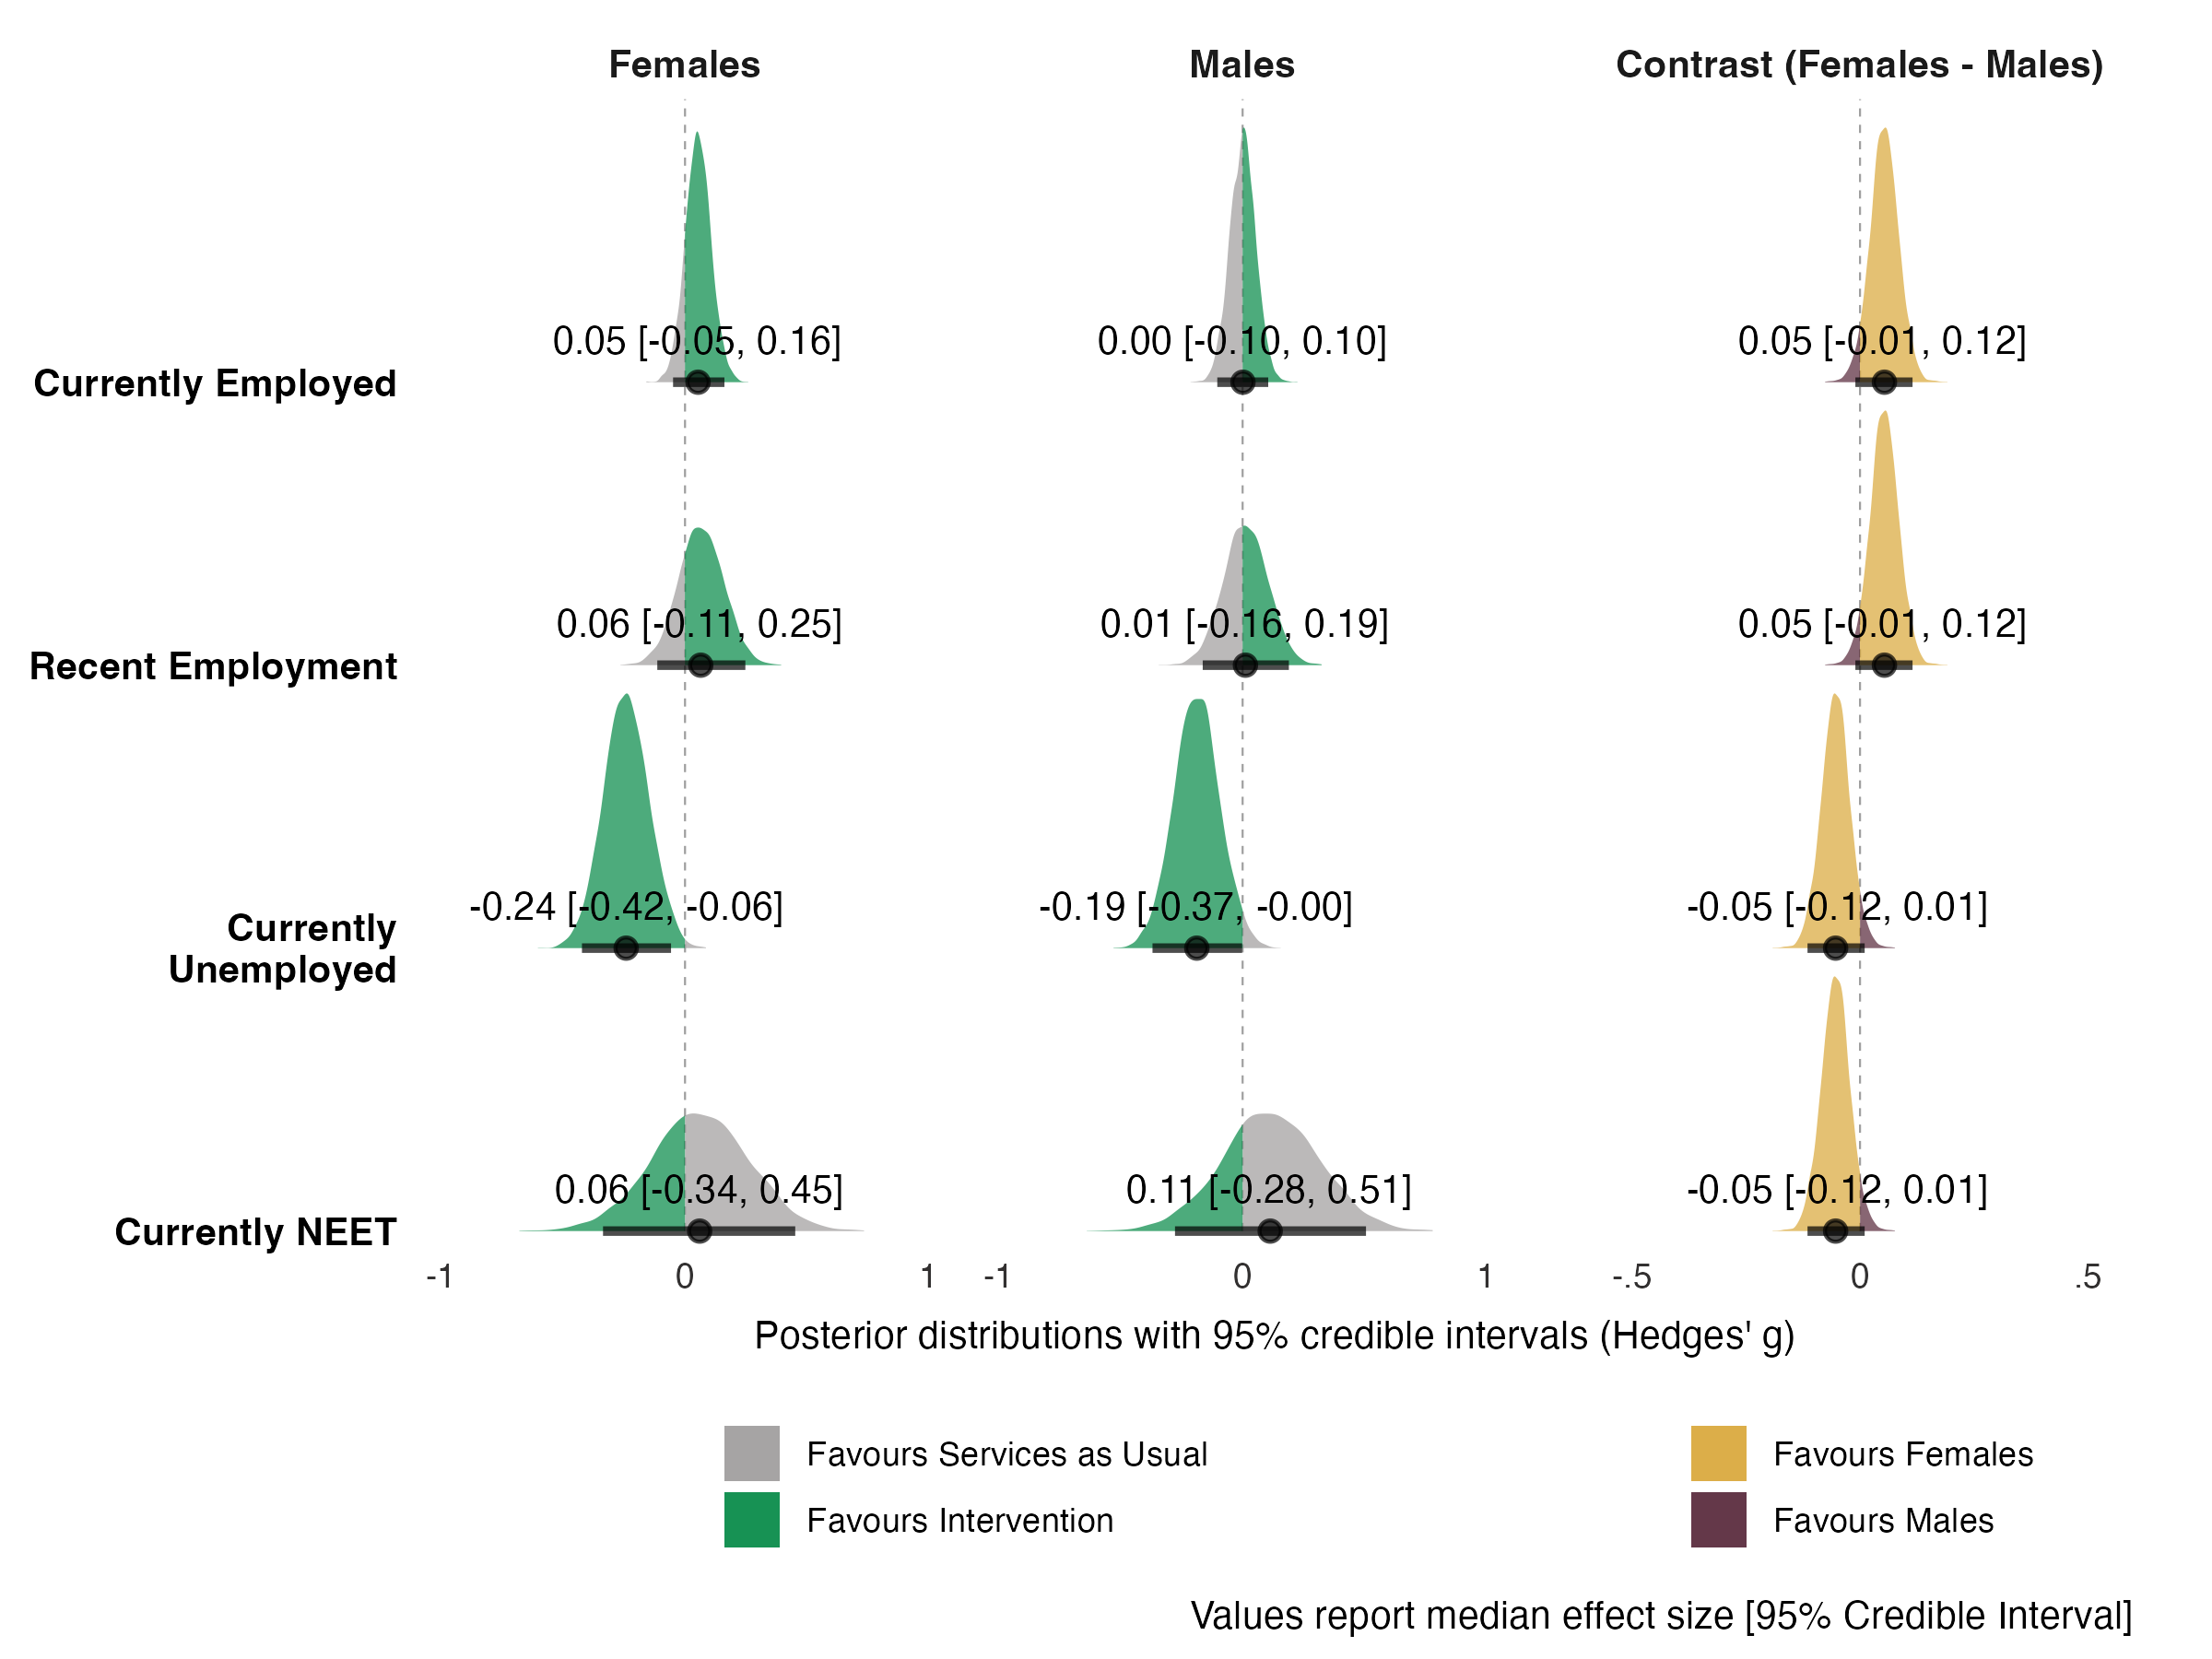 Females Males Contrast (Females - Males)
0.05 [-0.05, 0.16] 0.00 [-0.10, 0.10] 0.05 [-0.01, 0.12]
Currently Employed
0.06 [-0.11, 0.25] 0.01 [-0.16, 0.19] 0.05 [-0.01, 0.12]
Recent Employment
-0.24 [-0.42, -0.06] -0.19 [-0.37, -0.00] -0.05 [-0.12, 0.01]
Currently
Unemployed
0.06 [-0.34, 0.45] 0.11 [-0.28, 0.51] -0.05 [-0.12, 0.01]
Currently NEET
-1 0 1 -1 0 1 -.5 0 .5
Posterior distributions with 95% credible intervals (Hedges' g)
Favours Services as Usual Favours Females
Favours Intervention Favours Males
Values report median effect size [95% Credible Interval]